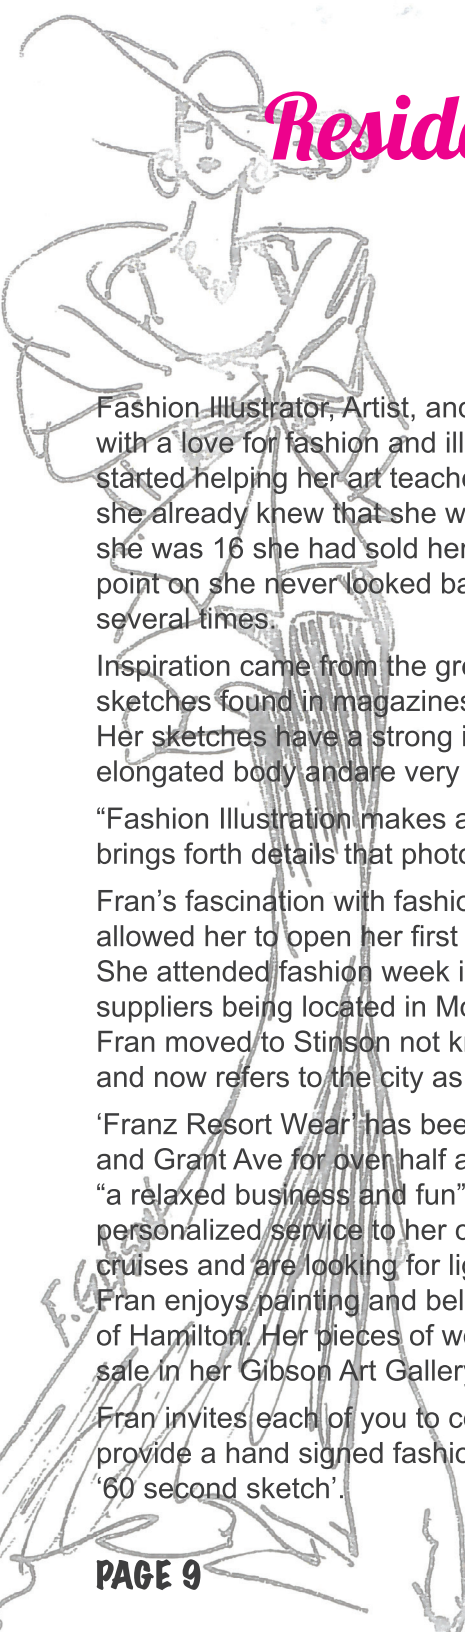 Reside
Fashion Illustrator, Artist, and
with a love for fashion and ill
started helping her art teache
she already knew that she w
she was 16 she had sold her
point on she never looked ba
several times.
Inspiration came from the gre
sketches found in magazines
Her sketches have a strong i
elongated body andare very
“Fashion Illustration makes a
brings forth details that photo
Fran’s fascination with fashio
allowed her to open her first
She attended fashion week i
suppliers being located in Mo
Fran moved to Stinson not k
and now refers to the city as
‘Franz Resort Wear’ has bee
and Grant Ave for over half a
“a relaxed business and fun”
personalized service to her c
cruises and are looking for lig
Fran enjoys painting and bel
of Hamilton. Her pieces of wo
sale in her Gibson Art Gallery
Fran invites each of you to co
provide a hand signed fashio
‘60 second sketch’.
F. Gibson
PAGE 9